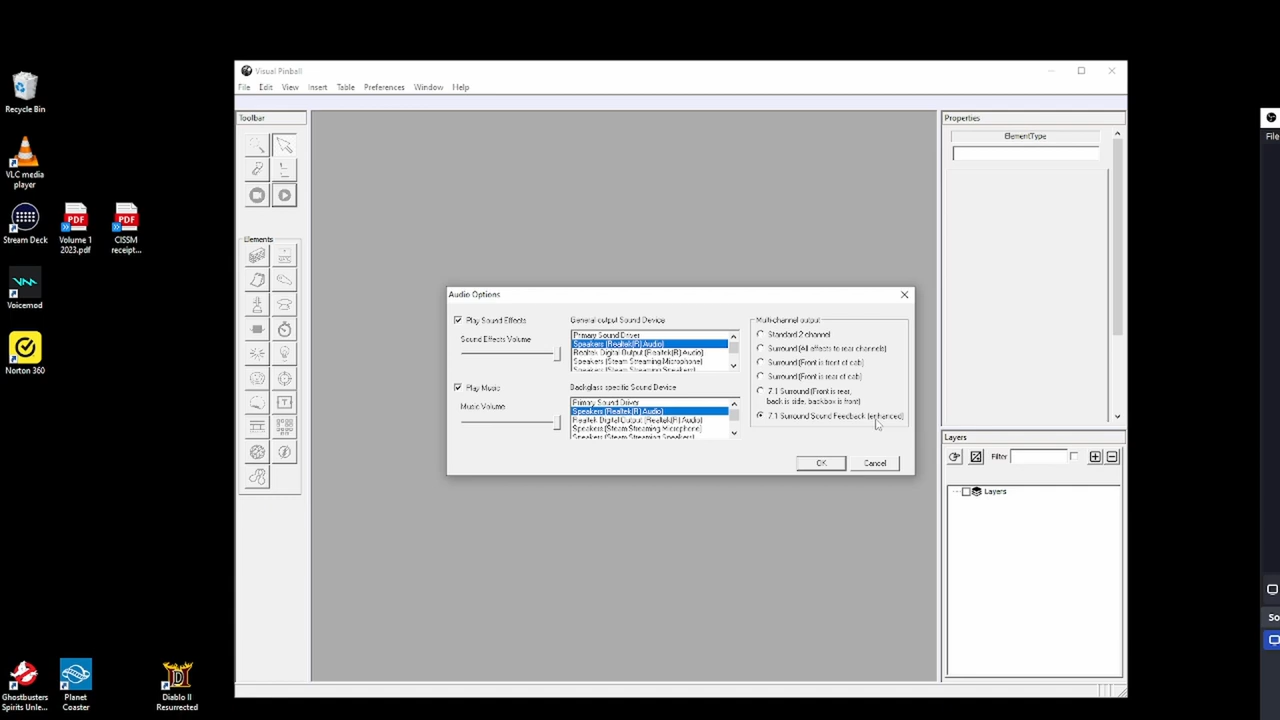 Recycle Bin
VLC media
player
Stream Deck
Volume 1
2023.pdf
CISSM
receipt...
Voicemod
Norton 360
Ghostbusters
Spirits Unle...
Planet
Coaster
Diablo II
Resurrected
Visual Pinball
File Edit View Insert Table Preferences Window Help
Toolbar
Elements
Audio Options
Play Sound Effects
Sound Effects Volume
Play Music
Music Volume
General output Sound Device
Primary Sound Driver
Speakers (Realtek(R) Audio)
Realtek Digital Output (Realtek(R) Audio)
Speakers (Steam Streaming Microphone)
Speakers (Steam Streaming Speakers)
Backglass specific Sound Device
Primary Sound Driver
Speakers (Realtek(R) Audio)
Realtek Digital Output (Realtek(R) Audio)
Speakers (Steam Streaming Microphone)
Speakers (Steam Streaming Speakers)
Multi-channel output
Standard 2 channel
Surround (All effects to rear channels)
Surround (Front is front of cab)
Surround (Front is rear of cab)
7.1 Surround (Front is rear,
back is side, backbox is front)
7.1 Surround Sound Feedback (enhanced)
OK
Cancel
Properties
ElementType
Layers
Filter
Layers
File
So